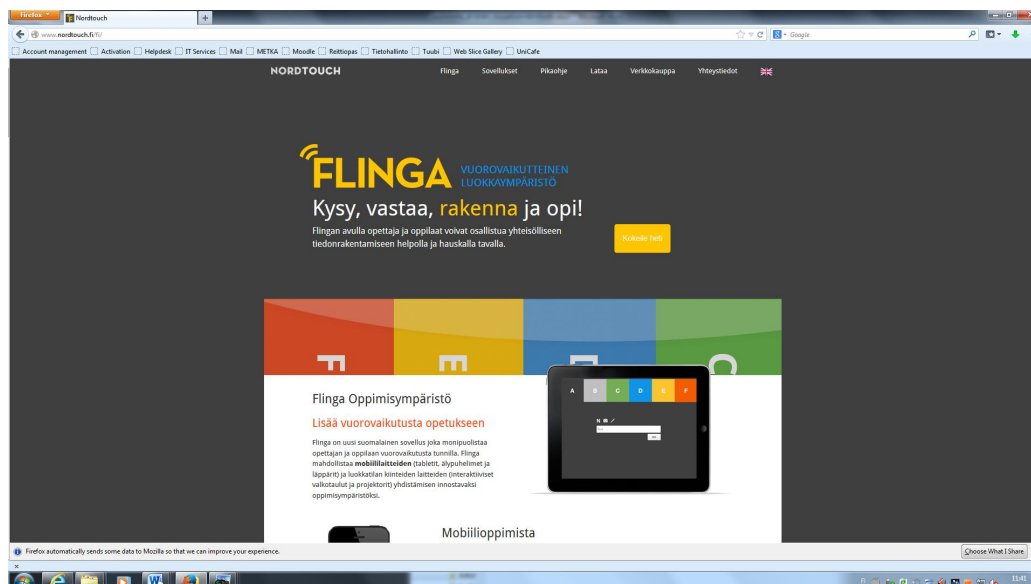 Firefox
Nordtouch
www.nordtouch.fi/fi/
Google
Account management Activation Helpdesk IT Services Mail METKA Moodle Reittiopas Tietohallinto Tuubi Web Slice Gallery UniCafe
NORDTOUCH
Flinga Sovellukset Pikaohje Lataa Verkkokauppa Yhteystiedot
FLINGA
VUOROVAIKUTTEINEN
LUOKKAYMPÄRISTÖ
Kysy, vastaa, rakenna ja opi!
Flingan avulla opettaja ja oppilaat voivat osallistua yhteisölliseen
tiedonrakentamiseen helpolla ja hauskalla tavalla.
Kokeile heti
F E C
Flinga Oppimisympäristö
A B C D E F
Lisää vuorovaikutusta opetukseen
Flinga on uusi suomalainen sovellus joka monipuolistaa
opettajan ja oppilaan vuorovaikutusta tunnilla. Flinga
mahdollistaa mobiililaitteiden (tabletit, älypuhelimet ja
läppärit) ja luokkatilan kiinteiden laitteiden (interaktiiviset
valkotaulut ja projektorit) yhdistämisen innostavaksi
oppimisympäristöksi.
Mobiilioppimista
Firefox automatically sends some data to Mozilla so that we can improve your experience.
Choose What I Share
11:41